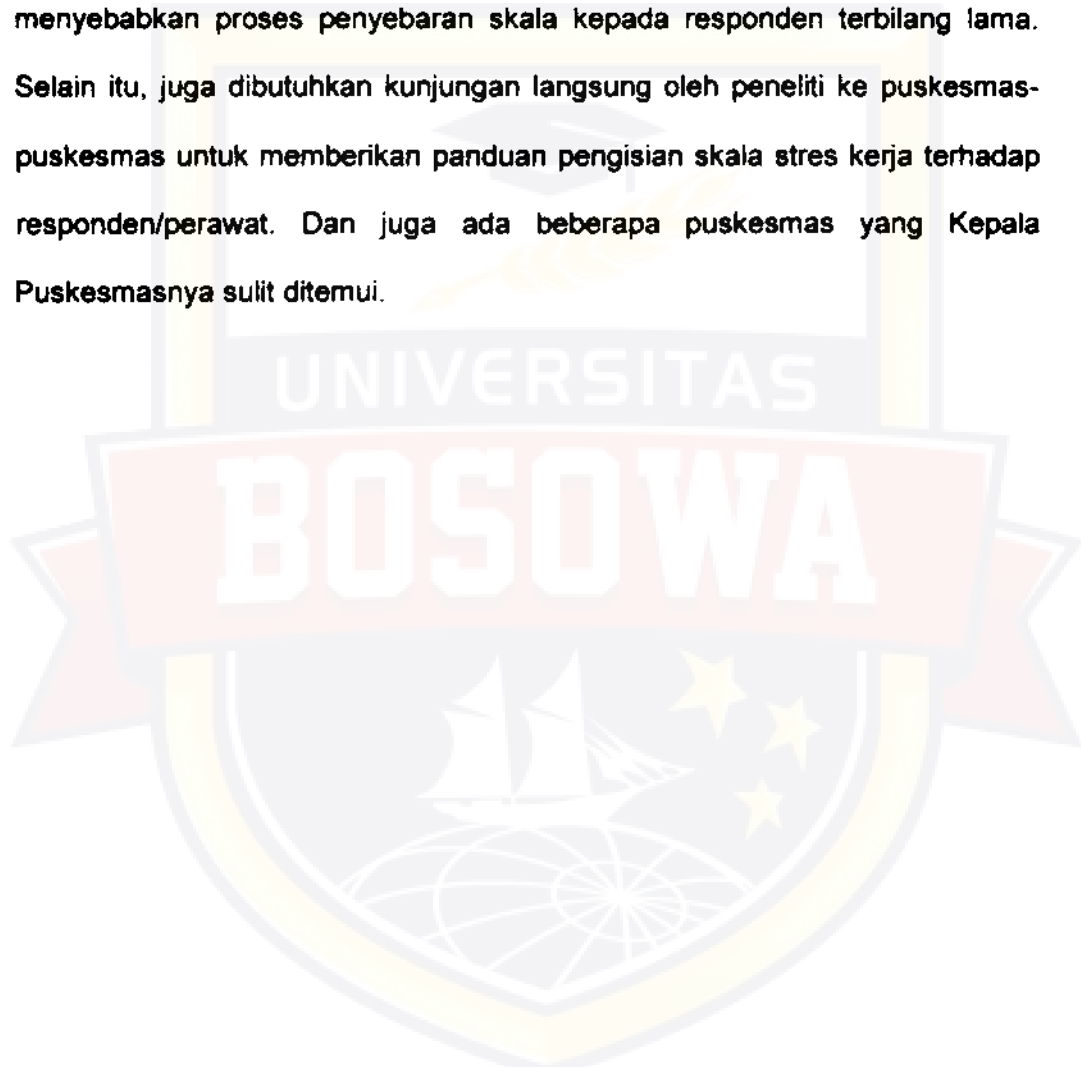 menyebabkan proses penyebaran skala kepada responden terbilang lama.
Selain itu, juga dibutuhkan kunjungan langsung oleh peneliti ke puskesmas-
puskesmas untuk memberikan panduan pengisian skala stres kerja terhadap
responden/perawat. Dan juga ada beberapa puskesmas yang Kepala
Puskesmasnya sulit ditemui.
UNIVERSITAS
BOSOWA